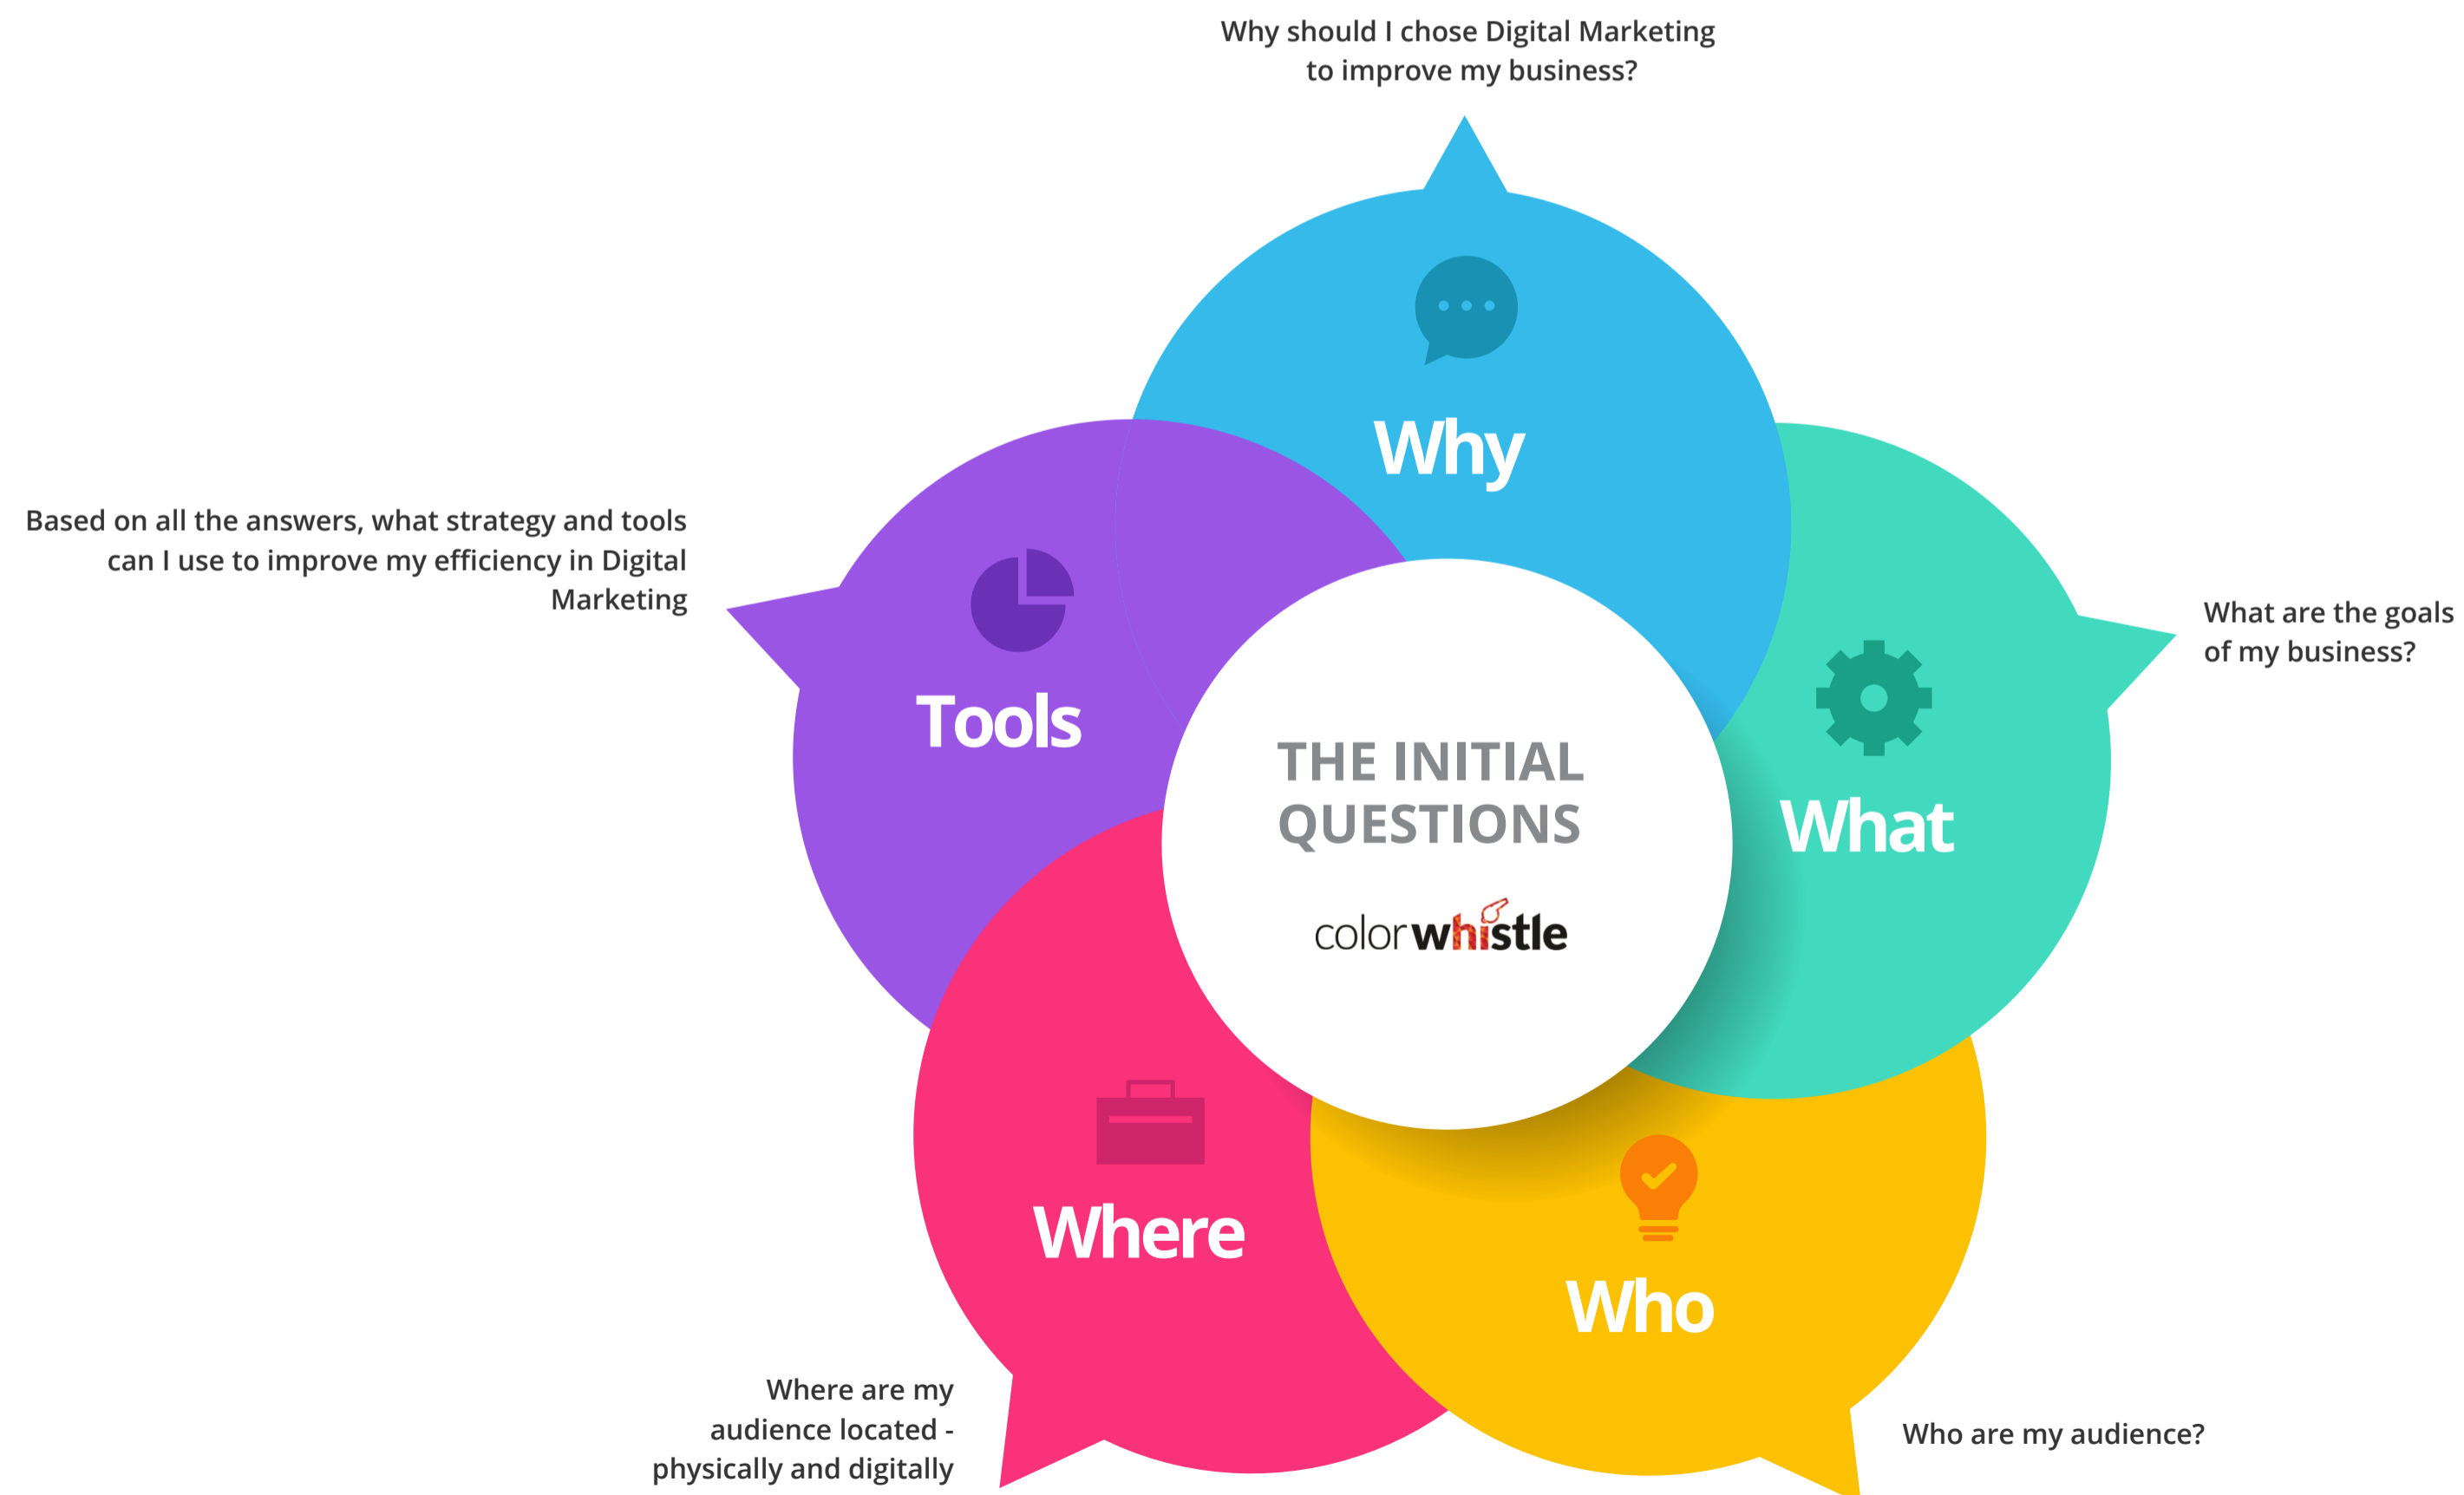 Why should I chose Digital Marketing
to improve my business?
Why
Based on all the answers, what strategy and tools
can I use to improve my efficiency in Digital
Marketing
Tools
What are the goals
of my business?
What
THE INITIAL
QUESTIONS
colorwhistle
Where
Who
Where are my
audience located -
physically and digitally
Who are my audience?